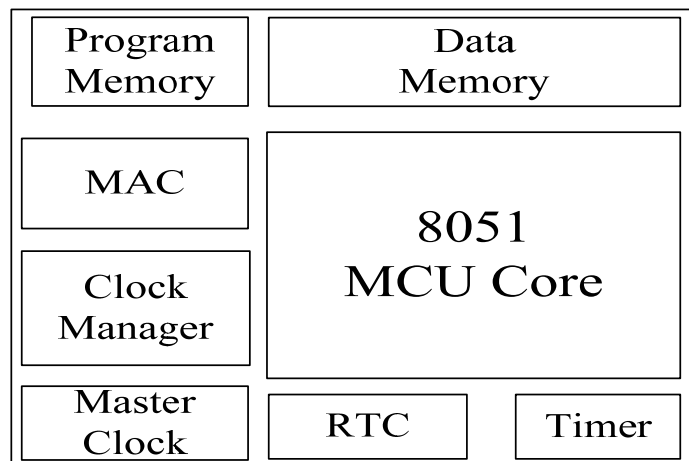 Program
Memory
Data
Memory
MAC
8051
MCU Core
Clock
Manager
Master
Clock
RTC
Timer